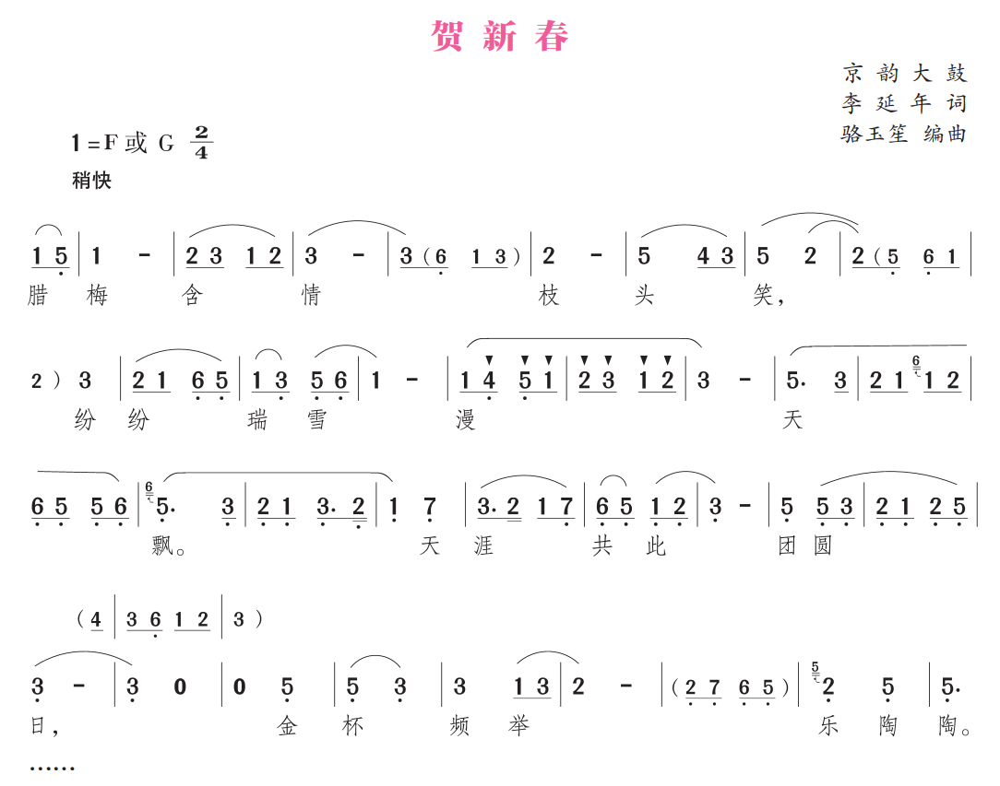 贺新春
京韵大鼓
李延年 词
骆玉笙 编曲
1=F或 G 2/4
稍快
1 5 | 1 - | 2 3 1 2 | 3 - | 3 ( 6 1 3 ) | 2 - | 5 4 3 | 5 2 | 2 ( 5 6 1 |
腊 梅 含 情 枝 头 笑,
2 ) 3 | 2 1 6 5 | 1 3 5 6 | 1 - | 1 4 5 1 | 2 3 1 2 | 3 - | 5. 3 | 2 1 6 1 2 |
纷 纷 瑞 雪 漫 天
6 5 5 6 | 6 5. 3 | 2 1 3. 2 | 1 7 | 3. 2 1 7 | 6 5 1 2 | 3 - | 5 5 3 | 2 1 2 5 |
飘。 天 涯 共 此 团 圆
( 4 | 3 6 1 2 | 3 )
3 - | 3 0 | 0 5 | 5 3 | 3 1 3 | 2 - | ( 2 7 6 5 ) | 5 2 5 | 5.
日, 金 杯 频 举 乐 陶 陶。
……